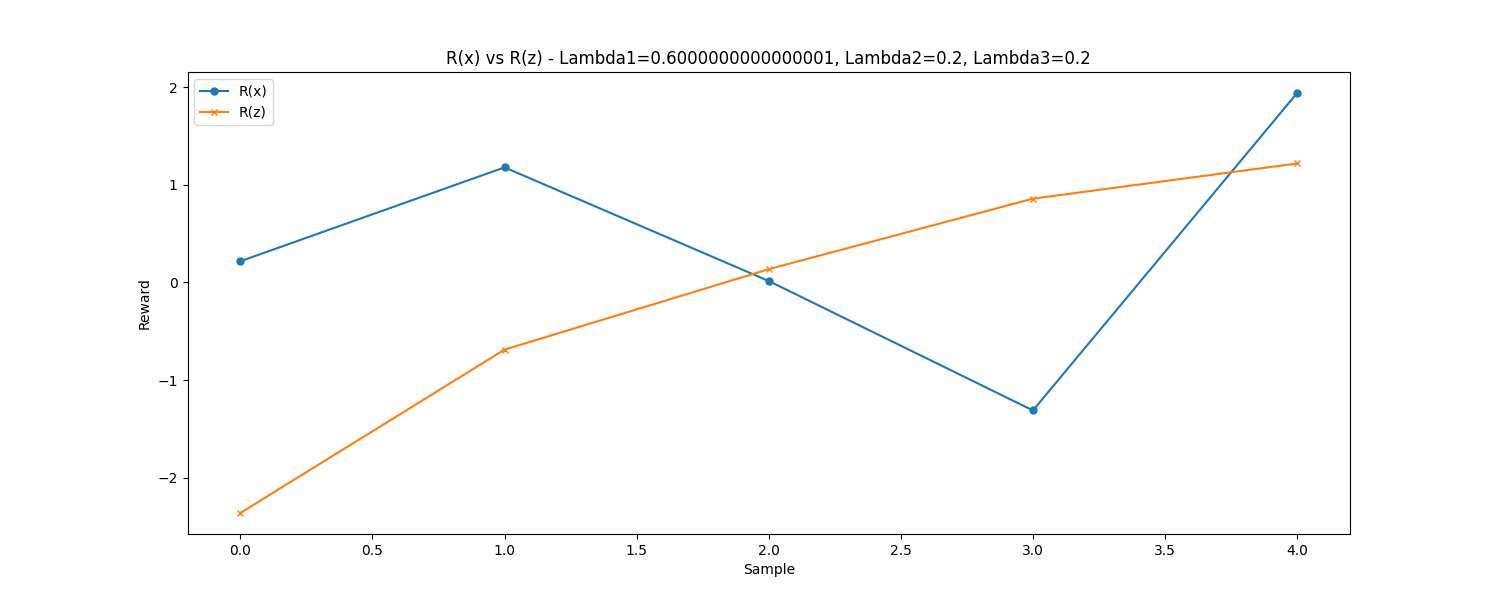 R(x) vs R(z) - Lambda1=0.6000000000000001, Lambda2=0.2, Lambda3=0.2
R(x)
R(z)
2
1
0
−1
−2
Reward
0.0 0.5 1.0 1.5 2.0 2.5 3.0 3.5 4.0
Sample